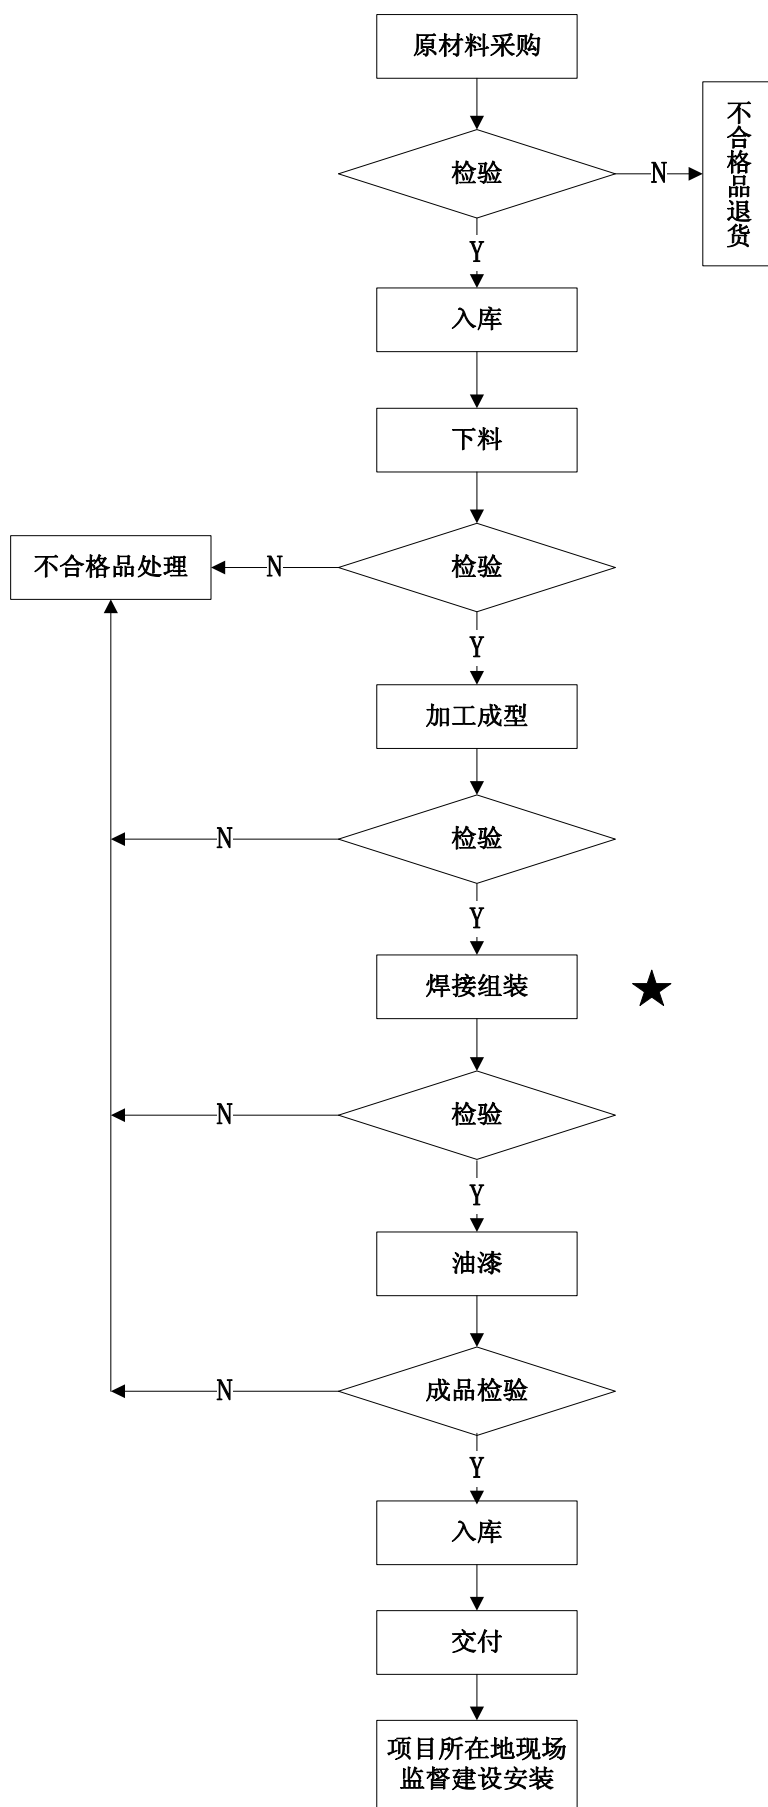 原材料采购
检验
N
不合格品退货
Y
入库
下料
检验
N
不合格品处理
Y
加工成型
检验
N
Y
焊接组装
★
检验
N
Y
油漆
成品检验
N
Y
入库
交付
项目所在地现场
监督建设安装